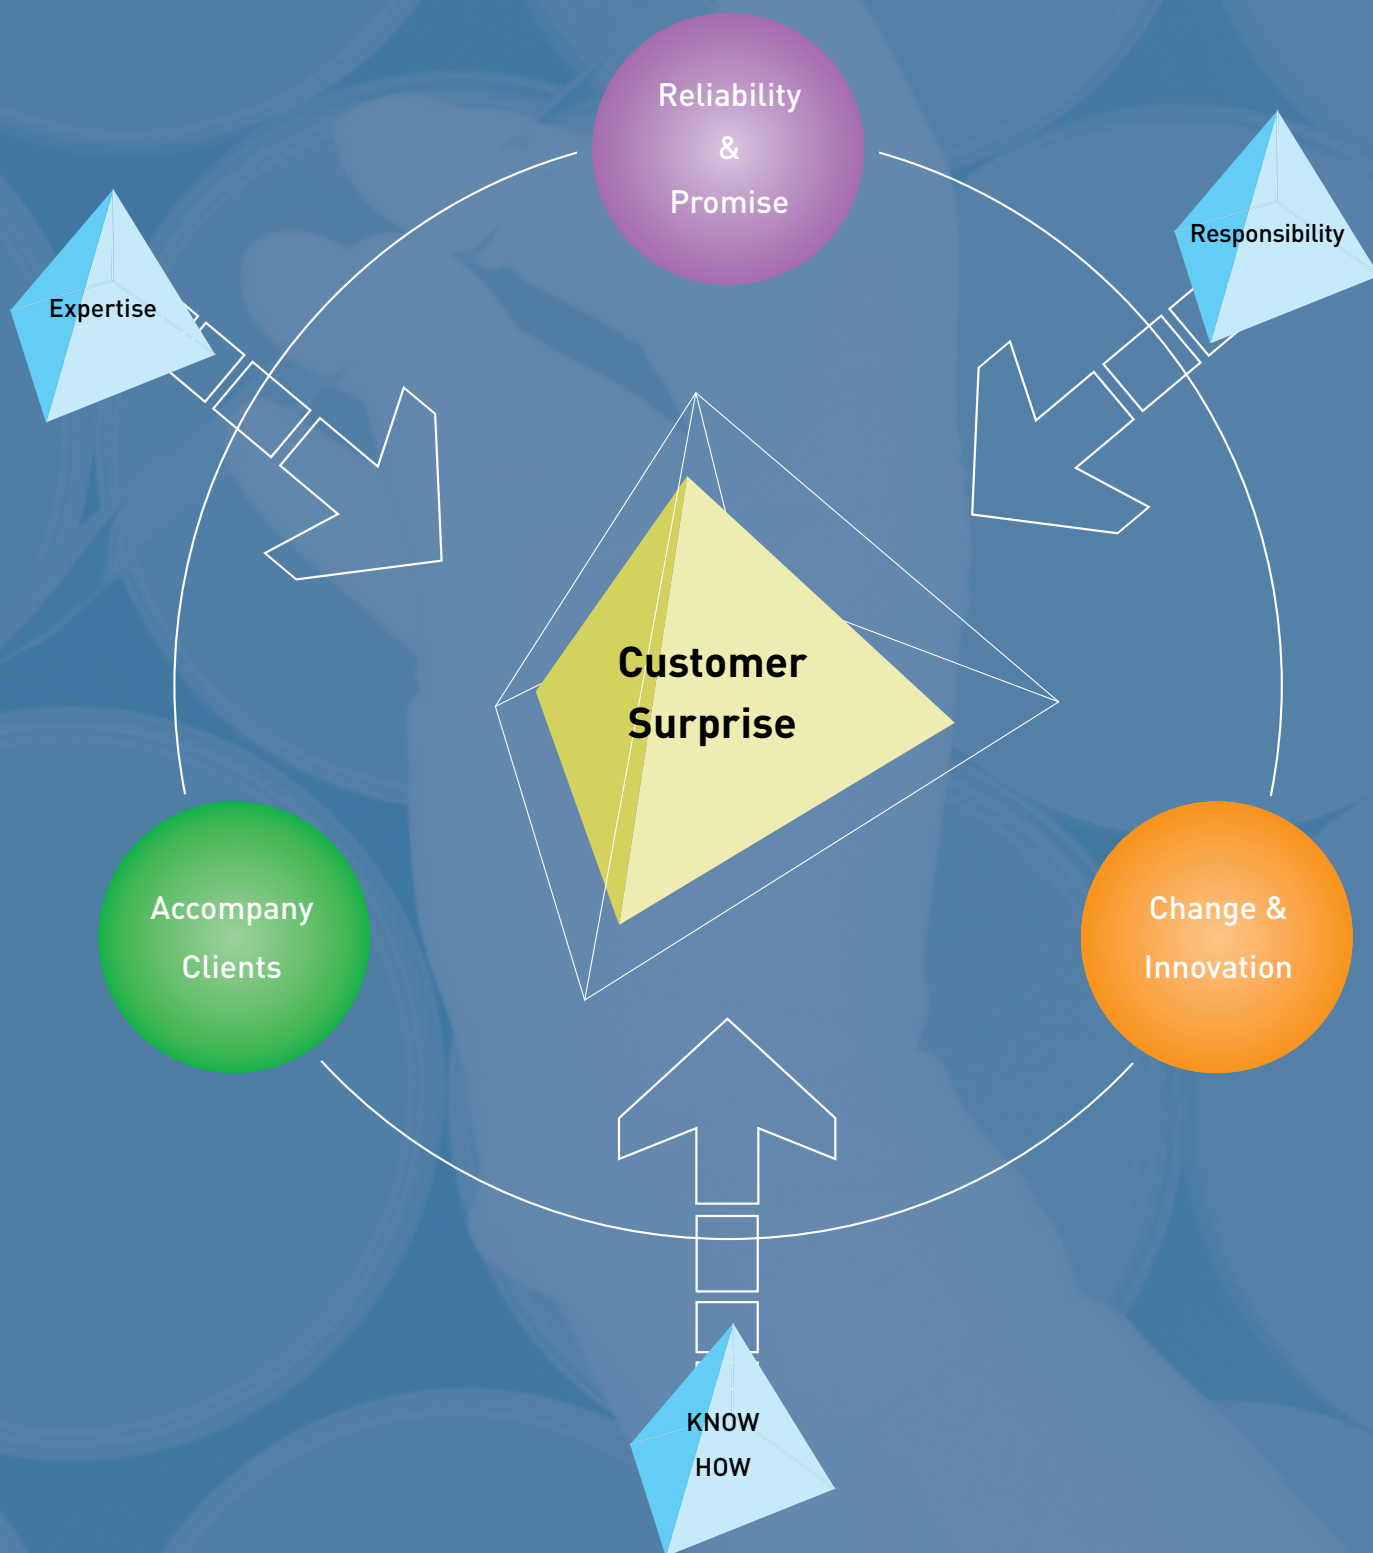 Reliability
&
Promise
Responsibility
Expertise
Customer
Surprise
Accompany
Clients
Change &
Innovation
KNOW
HOW